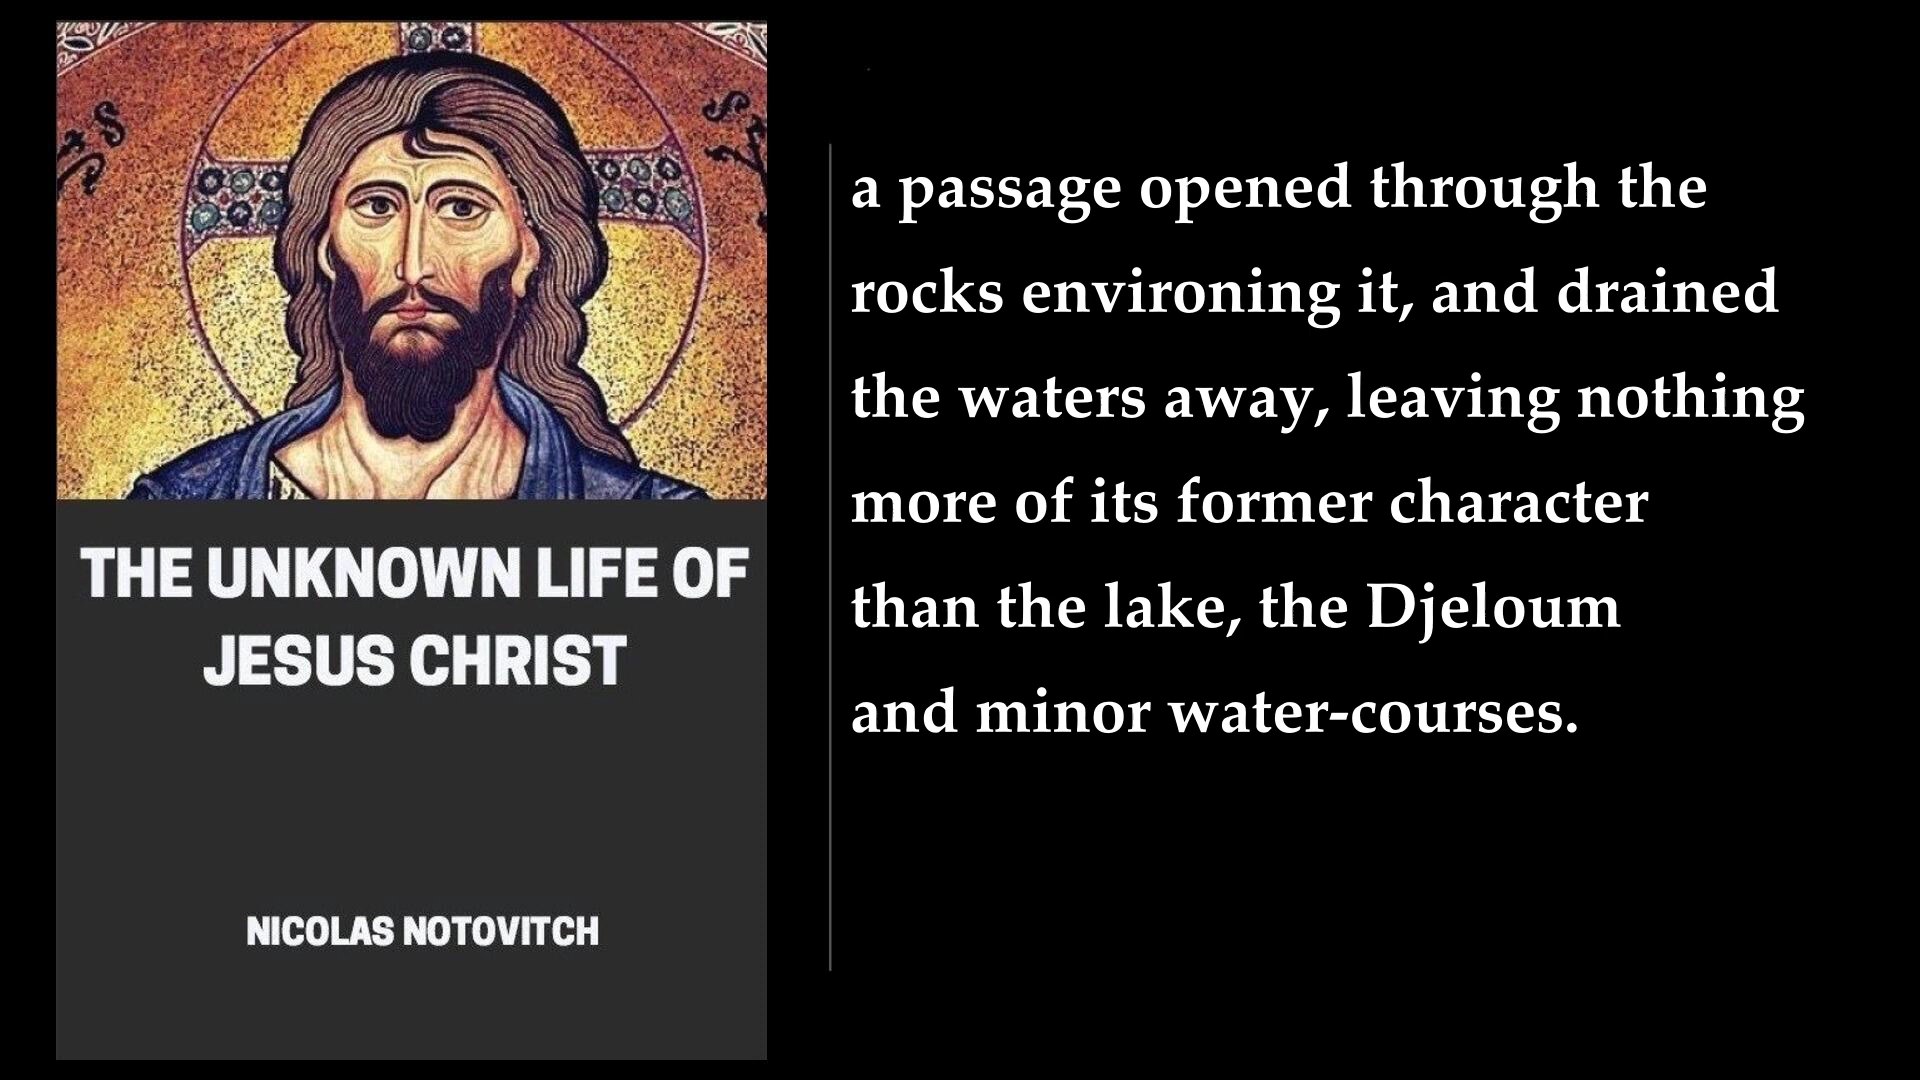 THE UNKNOWN LIFE OF
JESUS CHRIST
NICOLAS NOTOVITCH
a passage opened through the
rocks environing it, and drained
the waters away, leaving nothing
more of its former character
than the lake, the Djeloum
and minor water-courses.